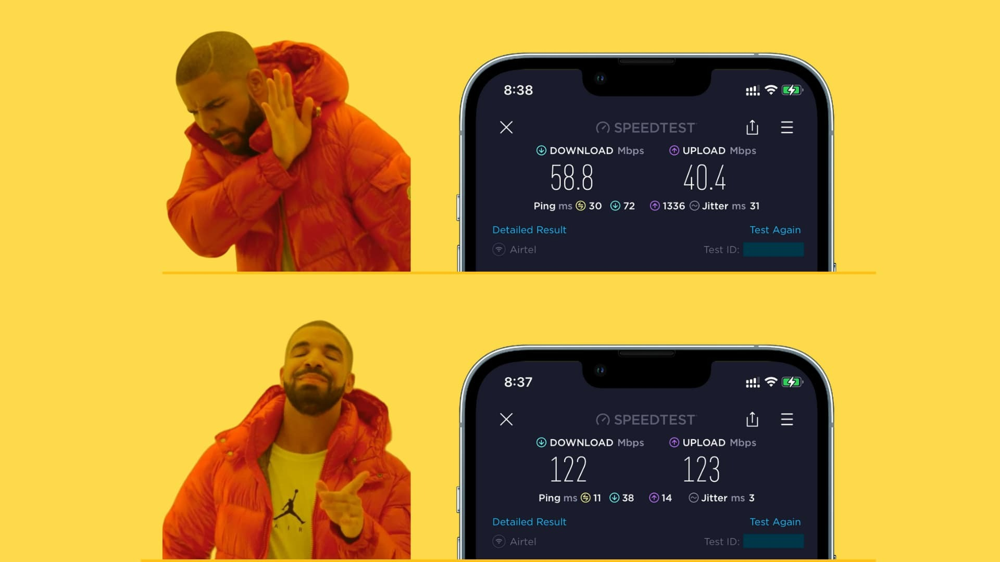 8:38
SPEEDTEST
DOWNLOAD Mbps UPLOAD Mbps
58.8 40.4
Ping ms 30 72 1336 Jitter ms 31
Detailed Result Test Again
Airtel Test ID:
8:37
SPEEDTEST
DOWNLOAD Mbps UPLOAD Mbps
122 123
Ping ms 11 38 14 Jitter ms 3
AIR
Detailed Result Test Again
Airtel Test ID: